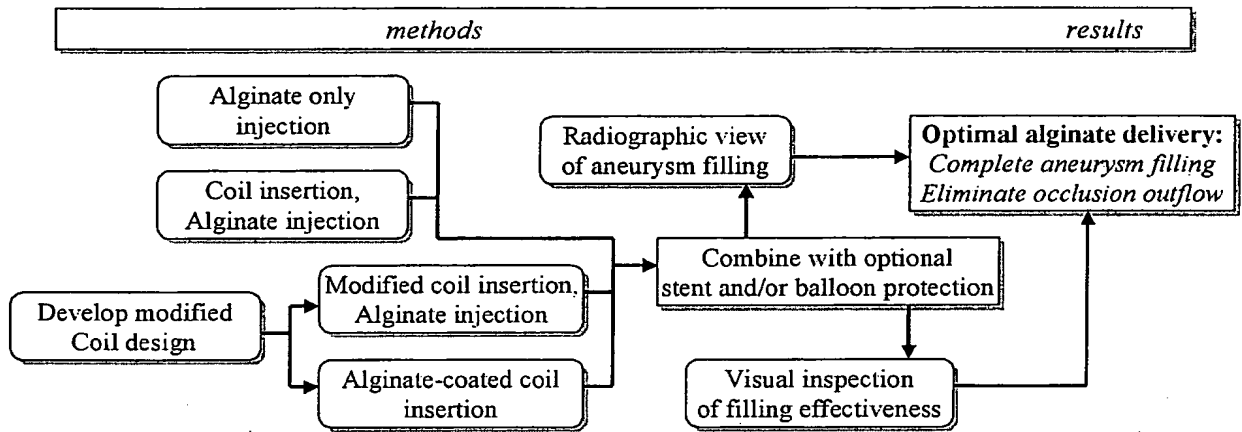 methods results
Alginate only
injection
Coil insertion,
Alginate injection
Develop modified
Coil design
Modified coil insertion,
Alginate injection
Alginate-coated coil
insertion
Radiographic view
of aneurysm filling
Combine with optional
stent and/or balloon protection
Visual inspection
of filling effectiveness
Optimal alginate delivery:
Complete aneurysm filling
Eliminate occlusion outflow